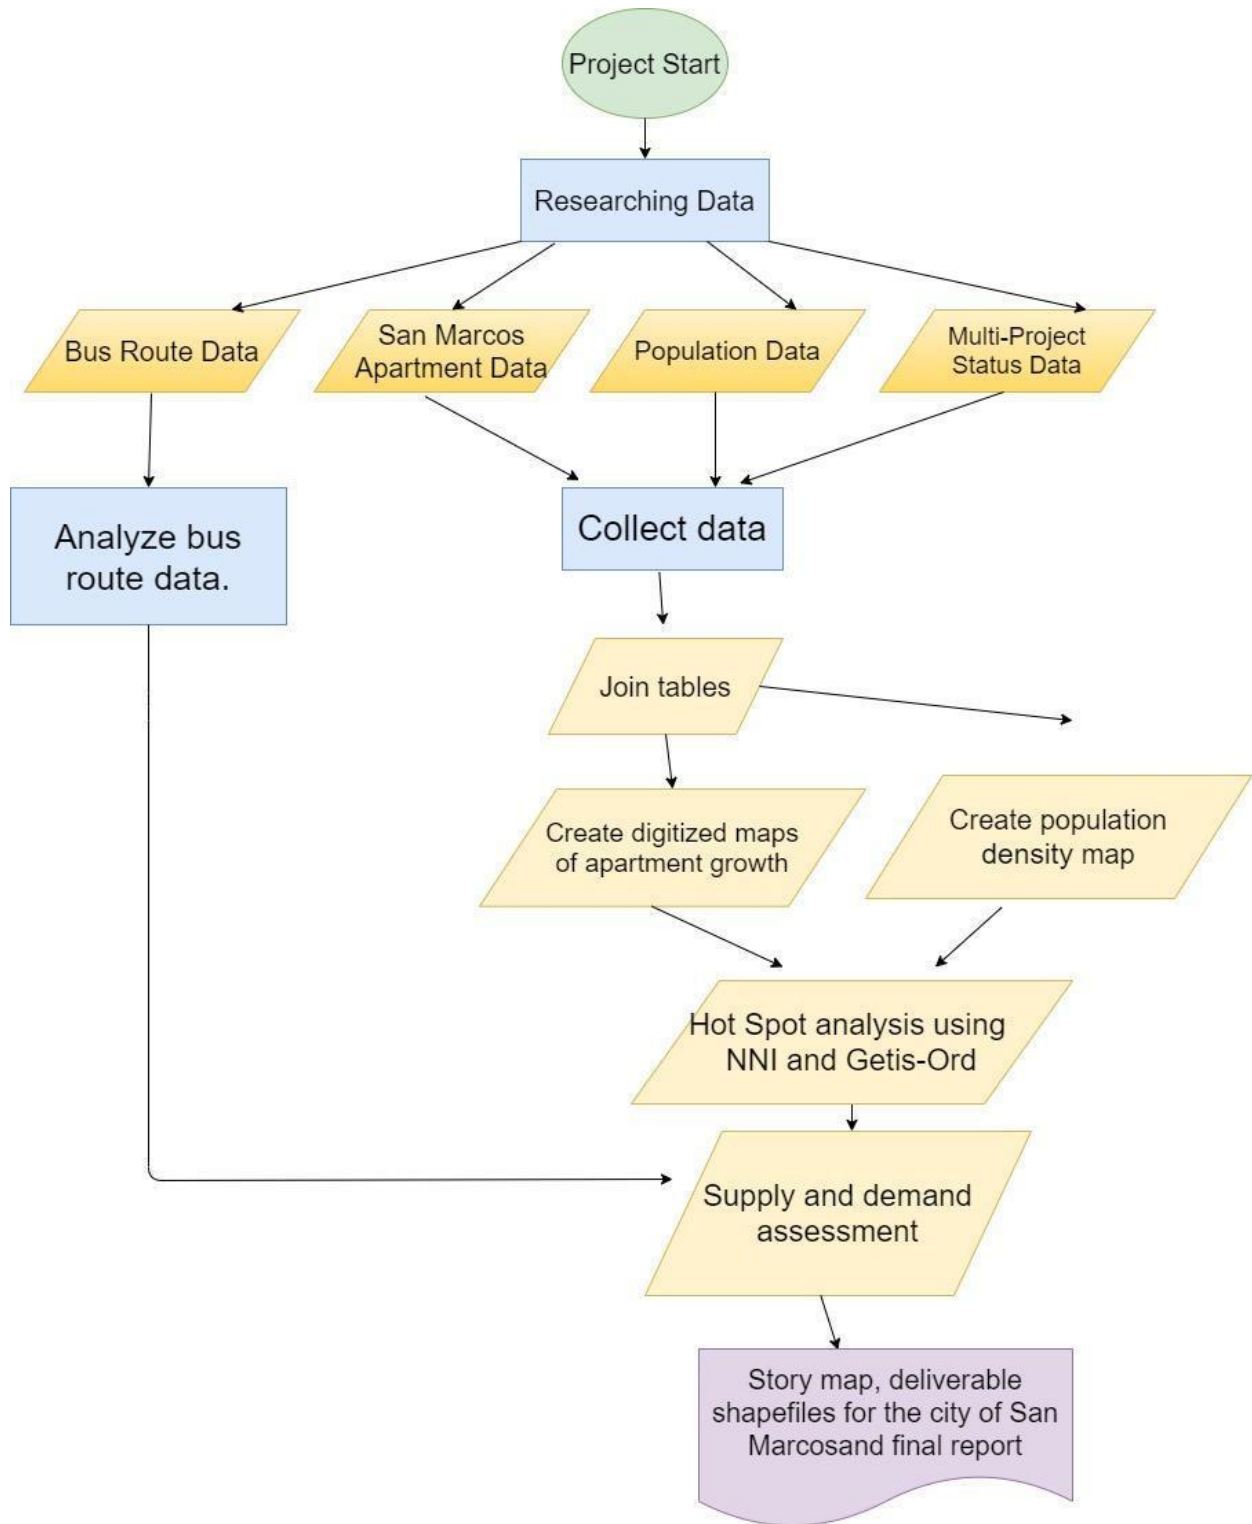 Project Start
Researching Data
Bus Route Data
San Marcos
Apartment Data
Population Data
Multi-Project
Status Data
Analyze bus
route data.
Collect data
Join tables
Create digitized maps
of apartment growth
Create population
density map
Hot Spot analysis using
NNI and Getis-Ord
Supply and demand
assessment
Story map, deliverable
shapefiles for the city of San
Marcosand final report